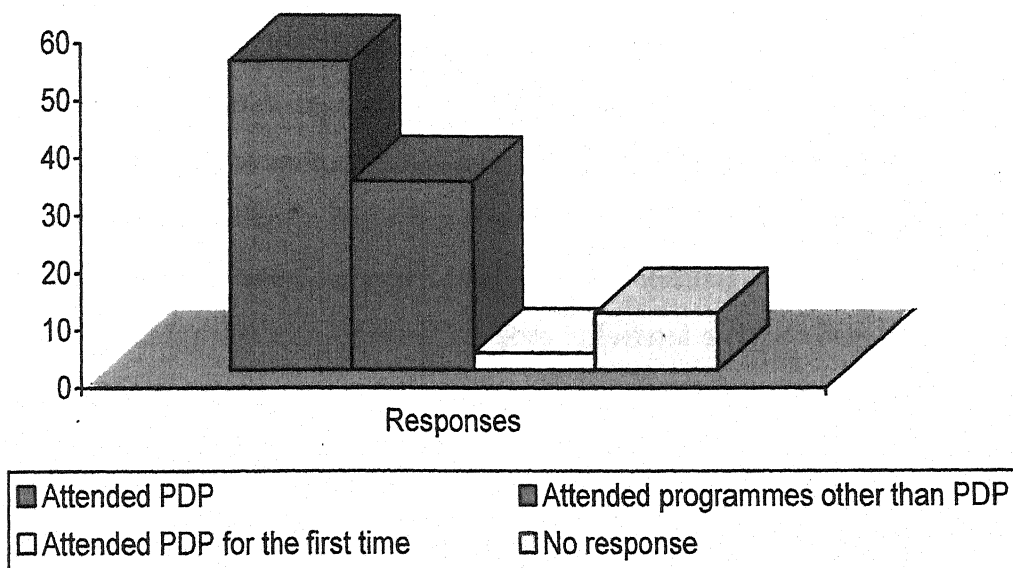 60
50
40
30
20
10
0
Responses
Attended PDP
Attended programmes other than PDP
Attended PDP for the first time
No response